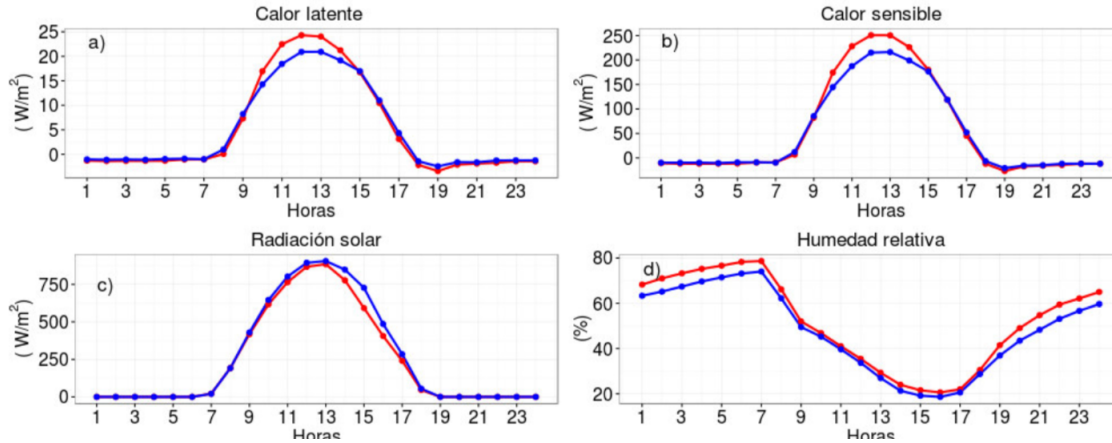 Calor latente
a)
( W/m²)
25
20
15
10
5
0
1 3 5 7 9 11 13 15 17 19 21 23
Horas
Calor sensible
b)
( W/m²)
250
200
150
100
50
0
1 3 5 7 9 11 13 15 17 19 21 23
Horas
Radiación solar
c)
( W/m²)
750
500
250
0
1 3 5 7 9 11 13 15 17 19 21 23
Horas
Humedad relativa
d)
(%)
80
60
40
20
1 3 5 7 9 11 13 15 17 19 21 23
Horas